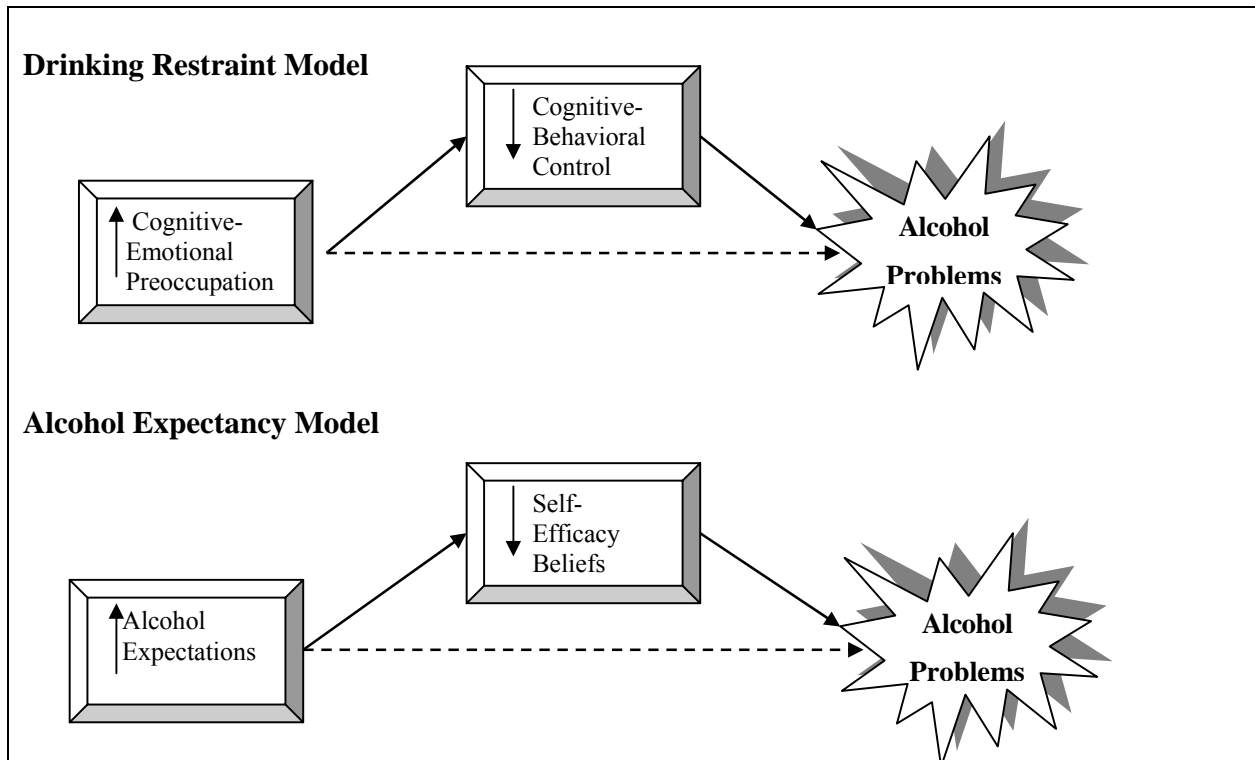 Drinking Restraint Model
Cognitive-
Behavioral
Control
Cognitive-
Emotional
Preoccupation
Alcohol
Problems
Alcohol Expectancy Model
Self-
Efficacy
Beliefs
Alcohol
Expectations
Alcohol
Problems